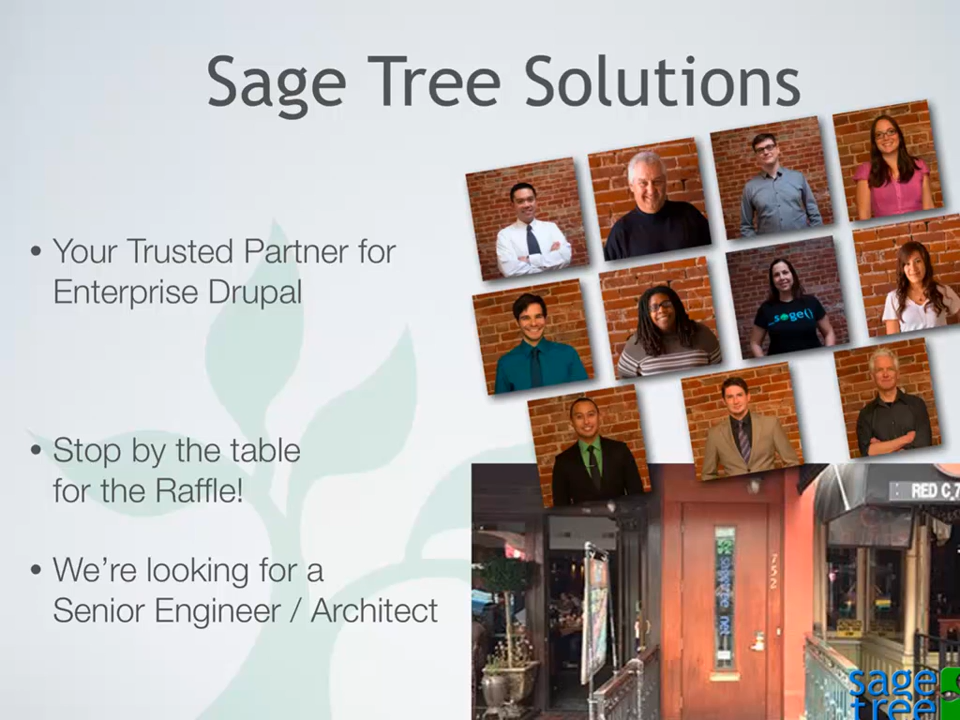 Sage Tree Solutions
• Your Trusted Partner for
Enterprise Drupal
• Stop by the table
for the Raffle!
• We're looking for a
Senior Engineer / Architect
sage()
RED C
752
sage
tree